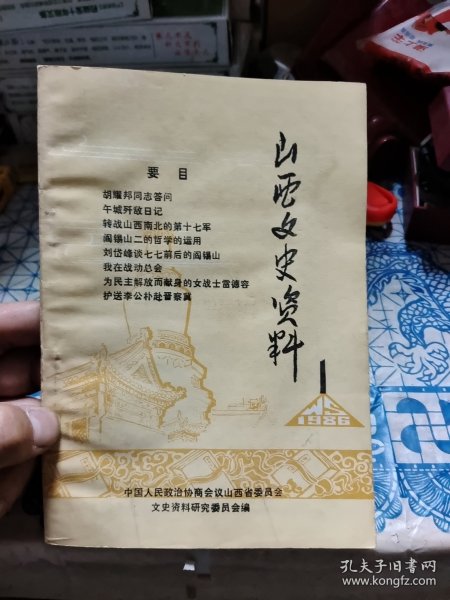 山西文史资料
1
WS
1986
要目
胡耀邦同志答问
午城歼敌日记
转战山西南北的第十七军
阎锡山二的哲学的运用
刘岱峰谈七七前后的阎锡山
我在战动总会
为民主解放而献身的女战士雷德容
护送李公朴赴晋察冀
中国人民政治协商会议山西省委员会
文史资料研究委员会编
孔夫子旧书网
www.kongfz.com